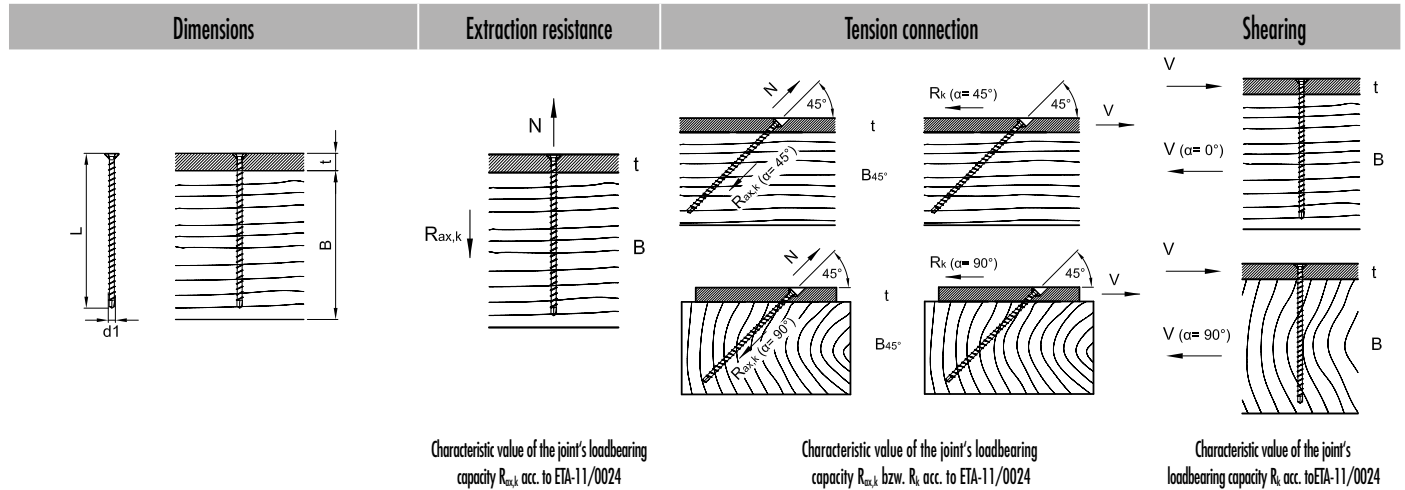 Dimensions
Extraction resistance
Tension connection
Shearing
L
d1
t
B
N
Rax,k
t
B
N
45°
Rax,k (α= 45°)
t
B45°
Rk (α= 45°)
45°
V
N
45°
Rax,k (α= 90°)
t
B45°
Rk (α= 90°)
45°
V
V
t
V (α= 0°)
B
V
t
V (α= 90°)
B
Characteristic value of the joint's loadbearing
capacity Rax,k acc. to ETA-11/0024
Characteristic value of the joint's loadbearing
capacity Rax,k bzw. Rk acc. to ETA-11/0024
Characteristic value of the joint's
loadbearing capacity Rk acc. toETA-11/0024